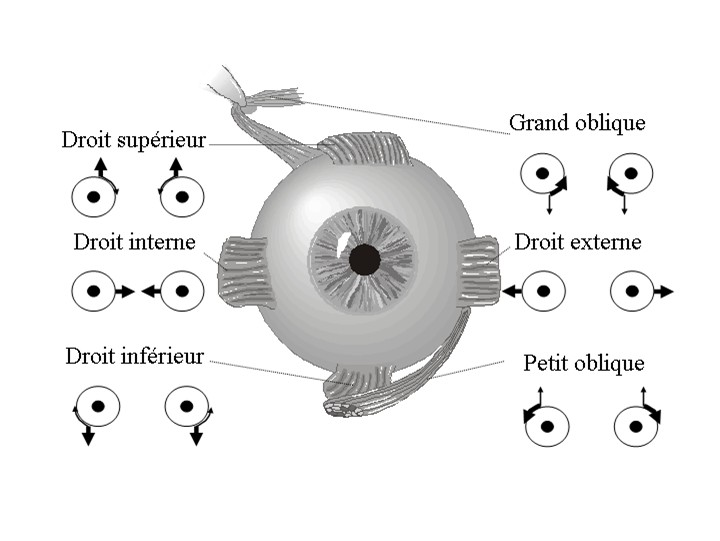 Droit supérieur
Droit interne
Droit inférieur
Grand oblique
Droit externe
Petit oblique